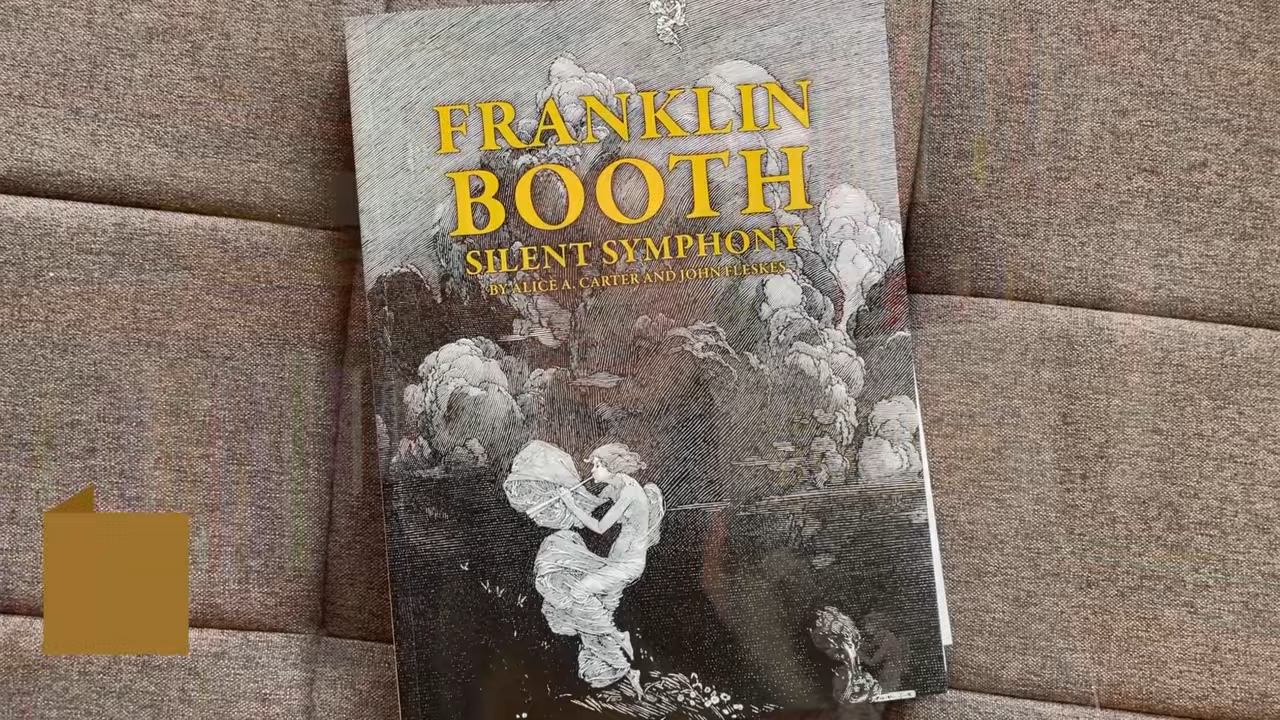 FRANKLIN
BOOTH
SILENT SYMPHONY
BY ALICE A. CARTER AND JOHN FLESKES